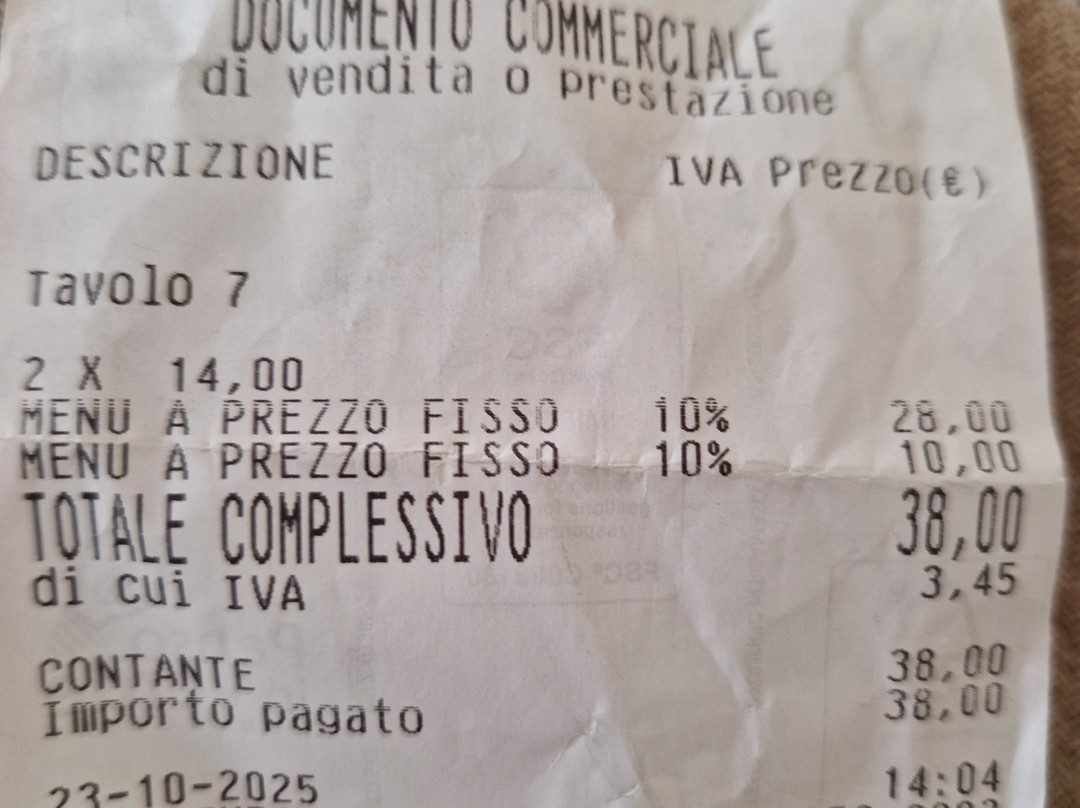 DOCUMENTO COMMERCIALE
di vendita o prestazione
DESCRIZIONE IVA Prezzo(€)
Tavolo 7
2 X 14,00
MENU A PREZZO FISSO 10% 28,00
MENU A PREZZO FISSO 10% 10,00
TOTALE COMPLESSIVO 38,00
di cui IVA 3,45
CONTANTE 38,00
Importo pagato 38,00
23-10-2025 14:04